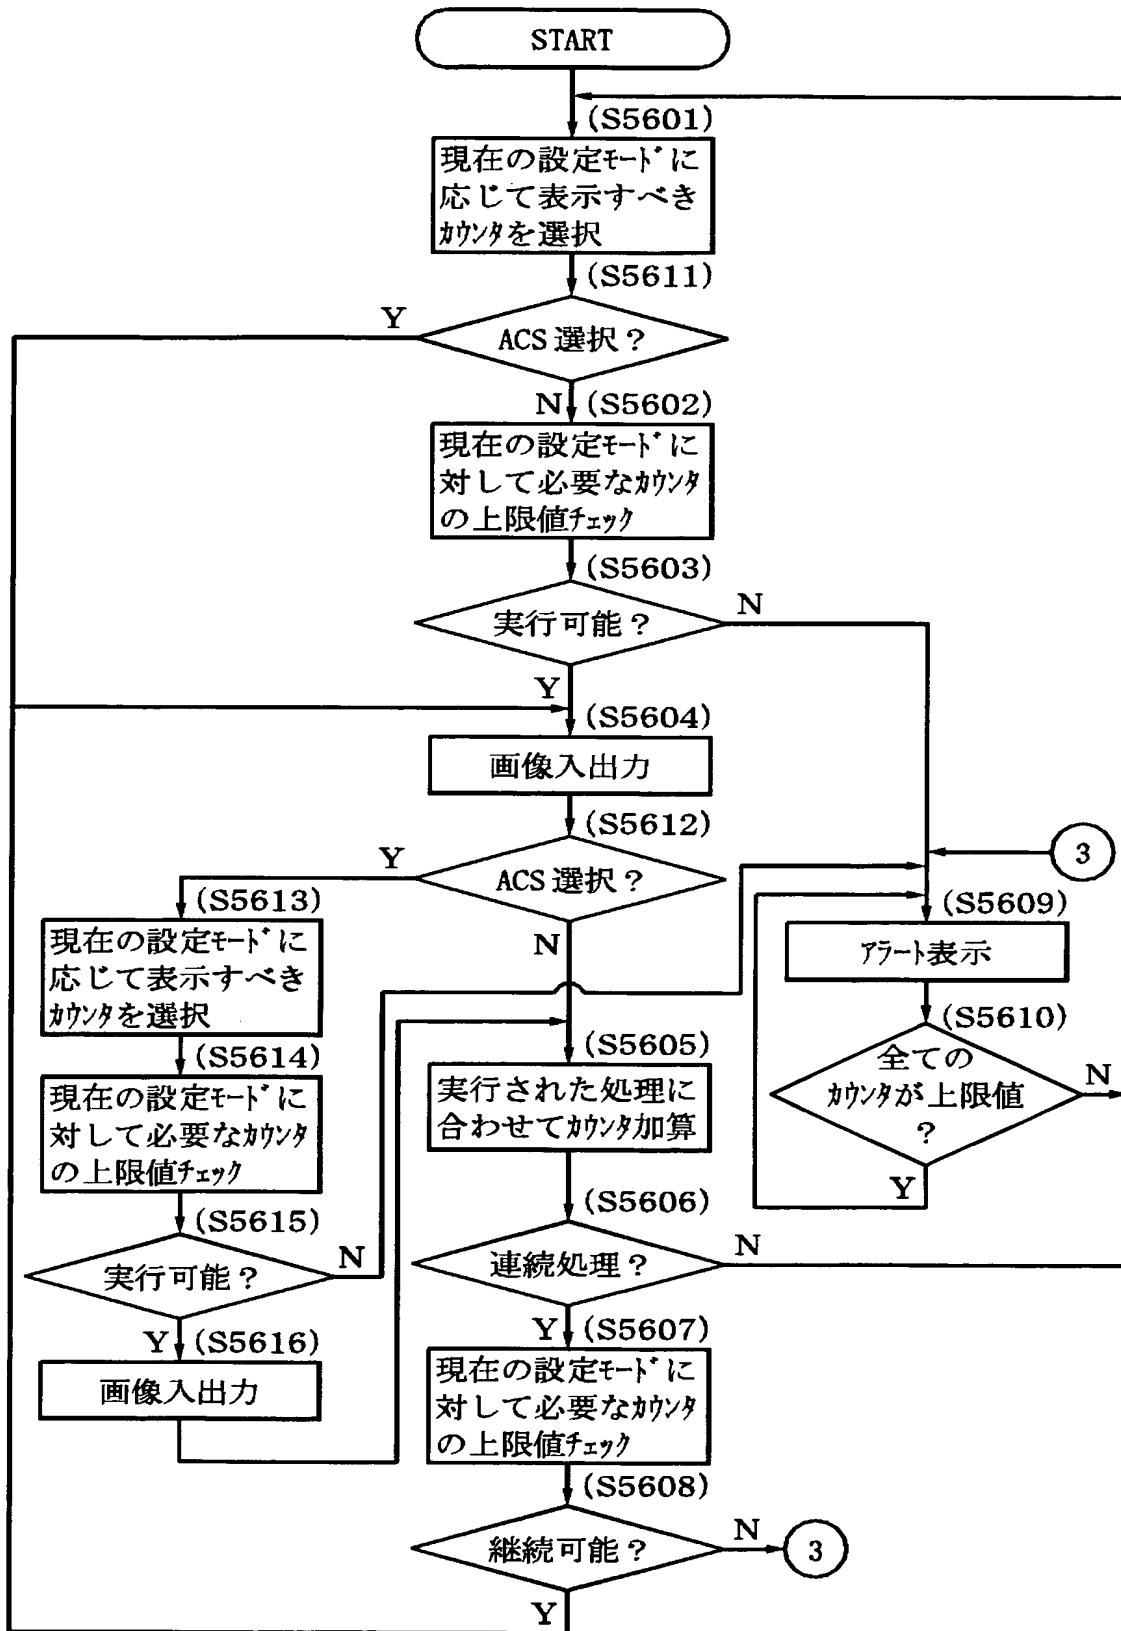 START
(S5601)
現在の設定ﾓｰﾄﾞに
応じて表示すべき
ｶｳﾝﾀを選択
(S5611)
Y
ACS選択？
N
(S5602)
現在の設定ﾓｰﾄﾞに
対して必要なｶｳﾝﾀ
の上限値ﾁｪｯｸ
(S5603)
実行可能？
N
Y
(S5604)
画像入出力
(S5612)
Y
ACS選択？
N
3
(S5613)
現在の設定ﾓｰﾄﾞに
応じて表示すべき
ｶｳﾝﾀを選択
(S5614)
現在の設定ﾓｰﾄﾞに
対して必要なｶｳﾝﾀ
の上限値ﾁｪｯｸ
(S5615)
実行可能？
N
Y
(S5616)
画像入出力
(S5609)
ｱﾗｰﾄ表示
(S5610)
全ての
ｶｳﾝﾀが上限値
？
N
Y
(S5605)
実行された処理に
合わせてｶｳﾝﾀ加算
(S5606)
連続処理？
N
Y
(S5607)
現在の設定ﾓｰﾄﾞに
対して必要なｶｳﾝﾀ
の上限値ﾁｪｯｸ
(S5608)
継続可能？
N
3
Y